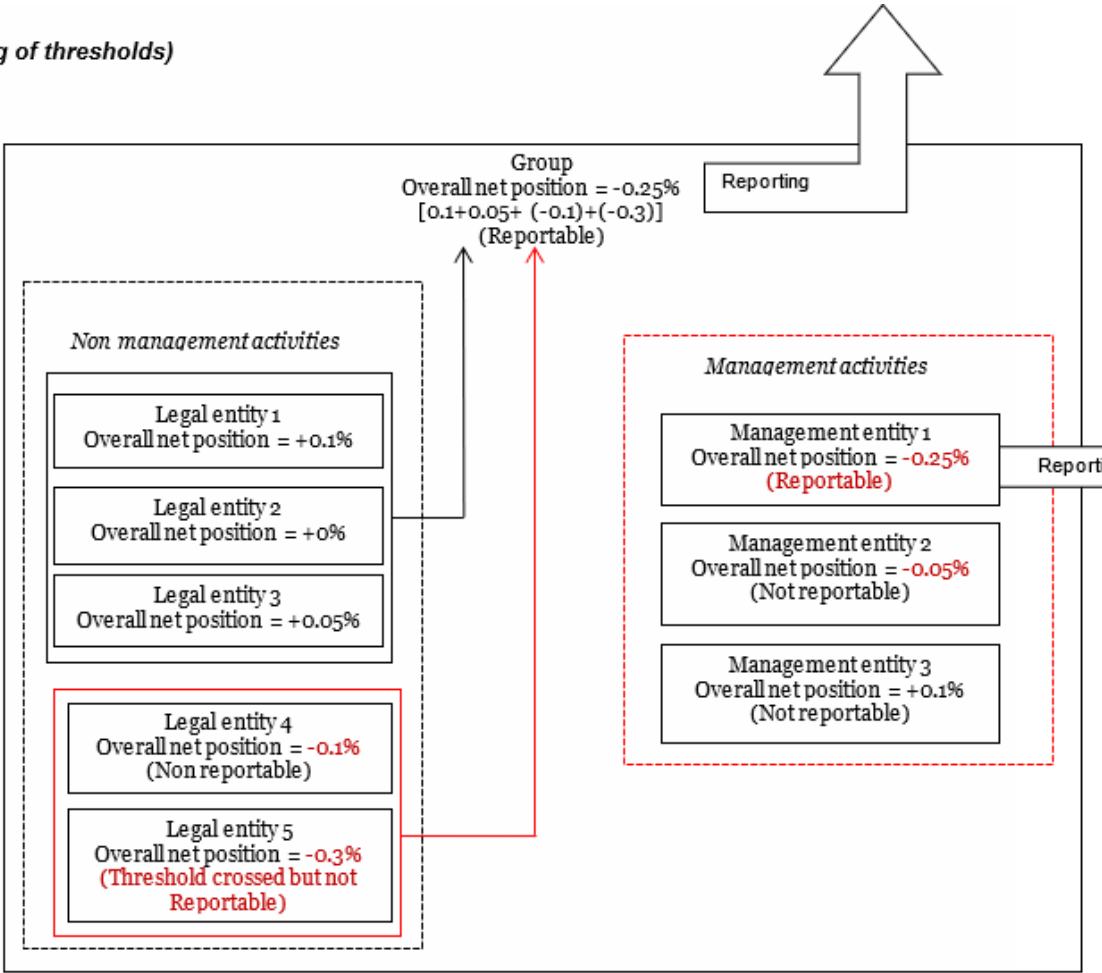 g of thresholds)
Group
Overall net position = -0.25%
[0.1+0.05+ (-0.1)+(-0.3)]
(Reportable)
Reporting
Non management activities
Legal entity 1
Overall net position = +0.1%
Legal entity 2
Overall net position = +0%
Legal entity 3
Overall net position = +0.05%
Legal entity 4
Overall net position = -0.1%
(Non reportable)
Legal entity 5
Overall net position = -0.3%
(Threshold crossed but not
Reportable)
Management activities
Management entity 1
Overall net position = -0.25%
(Reportable)
Reporti
Management entity 2
Overall net position = -0.05%
(Not reportable)
Management entity 3
Overall net position = +0.1%
(Not reportable)